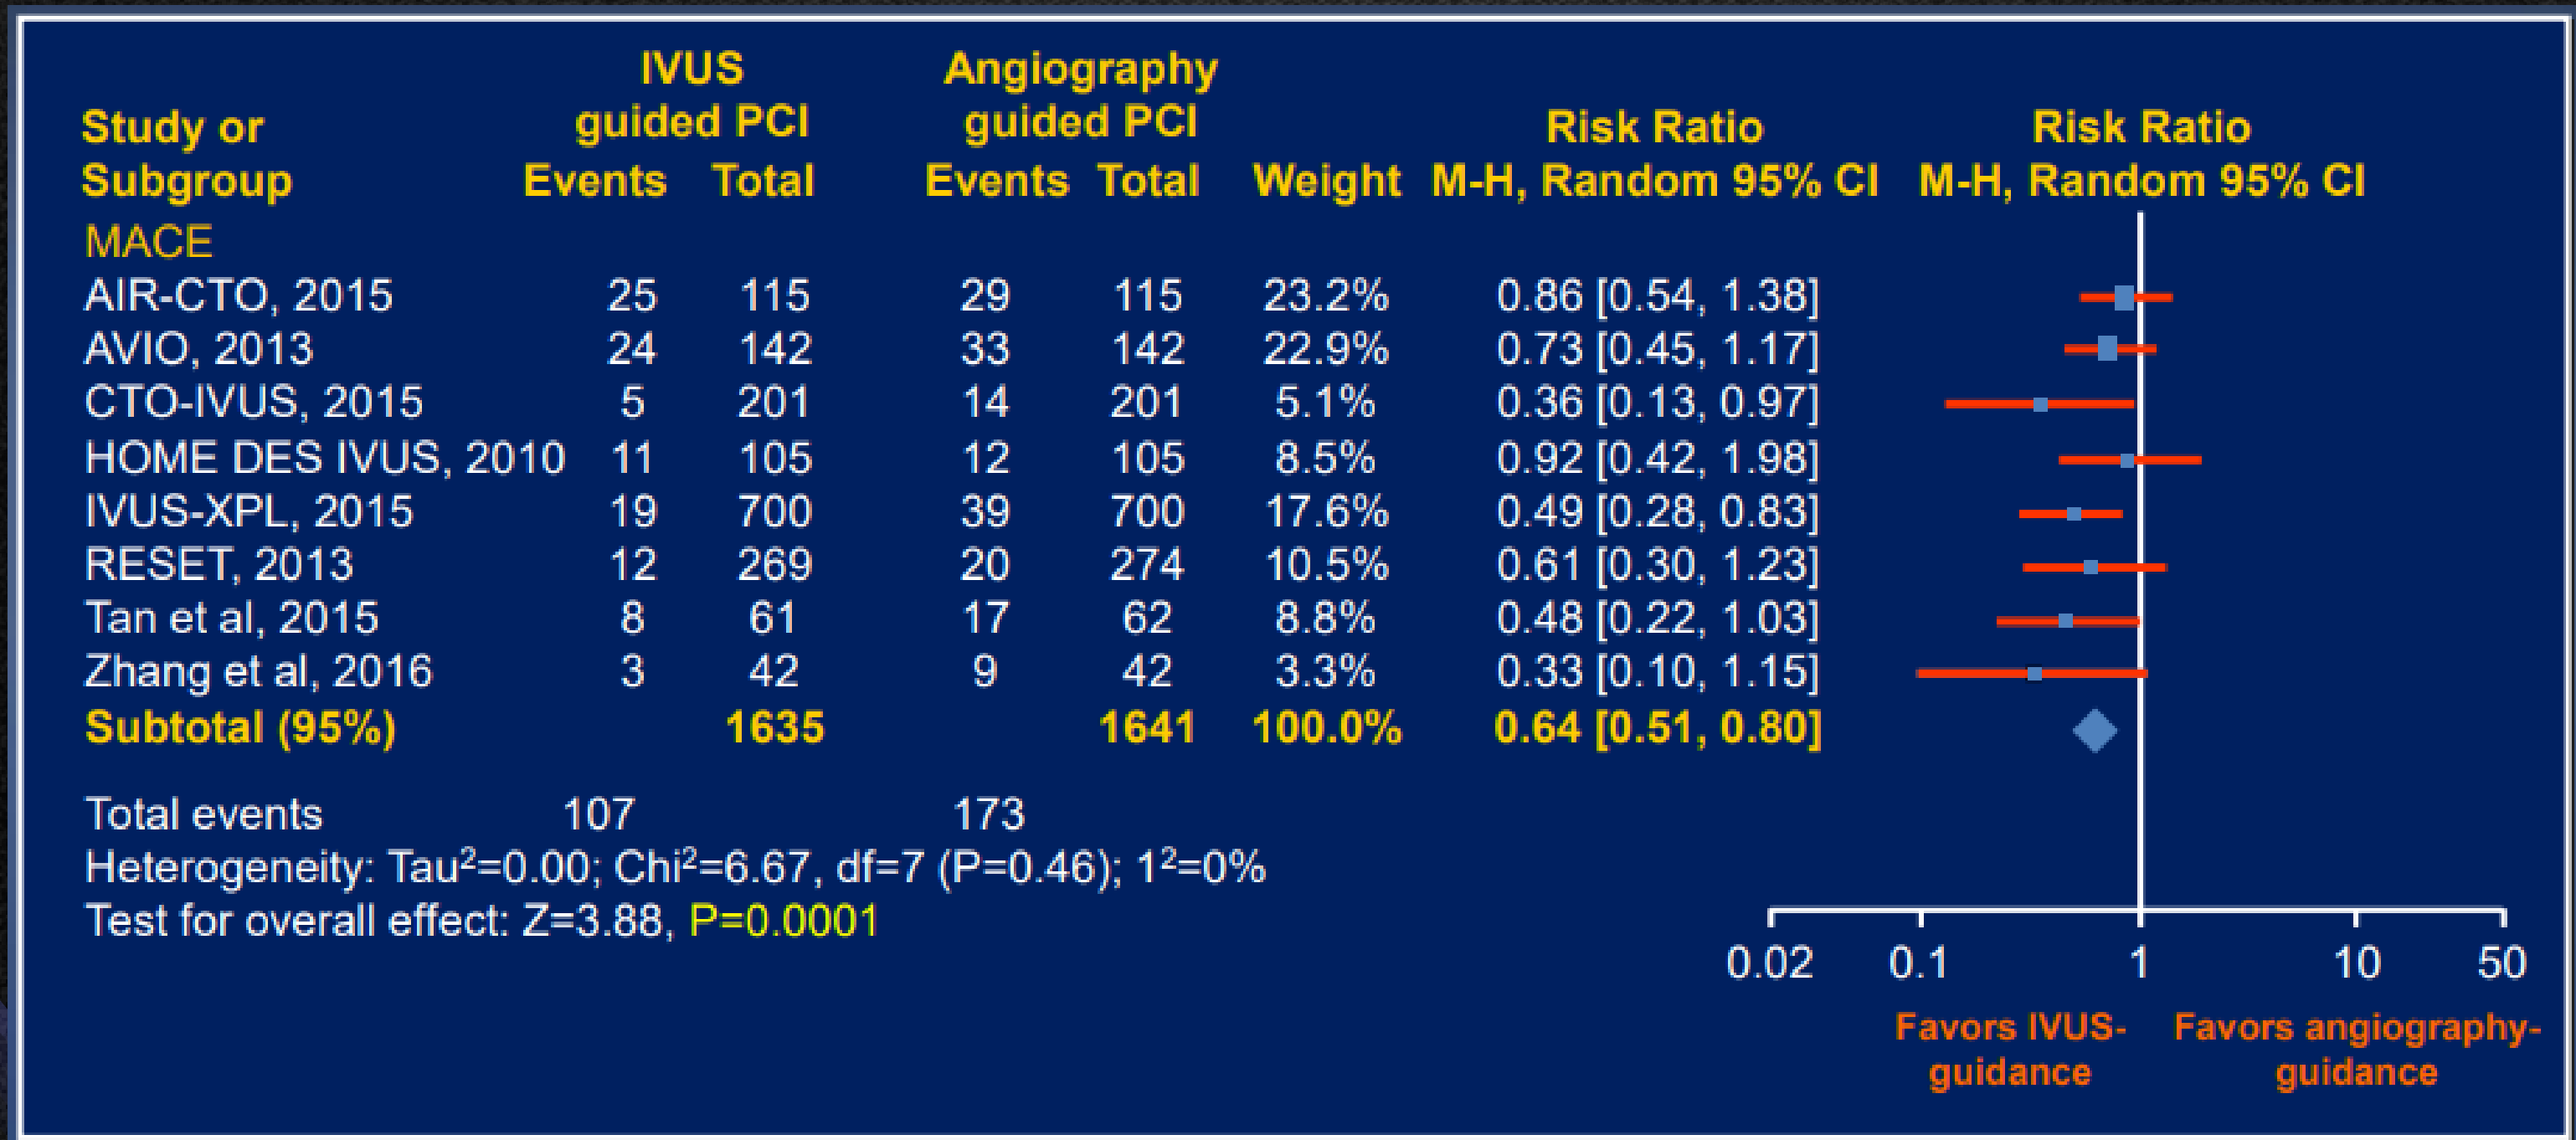 IVUS guided PCI Angiography guided PCI
Study or Subgroup Events Total Events Total Weight Risk Ratio M-H, Random 95% CI Risk Ratio M-H, Random 95% CI
MACE
AIR-CTO, 2015 25 115 29 115 23.2% 0.86 [0.54, 1.38]
AVIO, 2013 24 142 33 142 22.9% 0.73 [0.45, 1.17]
CTO-IVUS, 2015 5 201 14 201 5.1% 0.36 [0.13, 0.97]
HOME DES IVUS, 2010 11 105 12 105 8.5% 0.92 [0.42, 1.98]
IVUS-XPL, 2015 19 700 39 700 17.6% 0.49 [0.28, 0.83]
RESET, 2013 12 269 20 274 10.5% 0.61 [0.30, 1.23]
Tan et al, 2015 8 61 17 62 8.8% 0.48 [0.22, 1.03]
Zhang et al, 2016 3 42 9 42 3.3% 0.33 [0.10, 1.15]
Subtotal (95%) 1635 1641 100.0% 0.64 [0.51, 0.80]
Total events 107 173
Heterogeneity: Tau²=0.00; Chi²=6.67, df=7 (P=0.46); 1²=0%
Test for overall effect: Z=3.88, P=0.0001
0.02 0.1 1 10 50
Favors IVUS-guidance Favors angiography-guidance